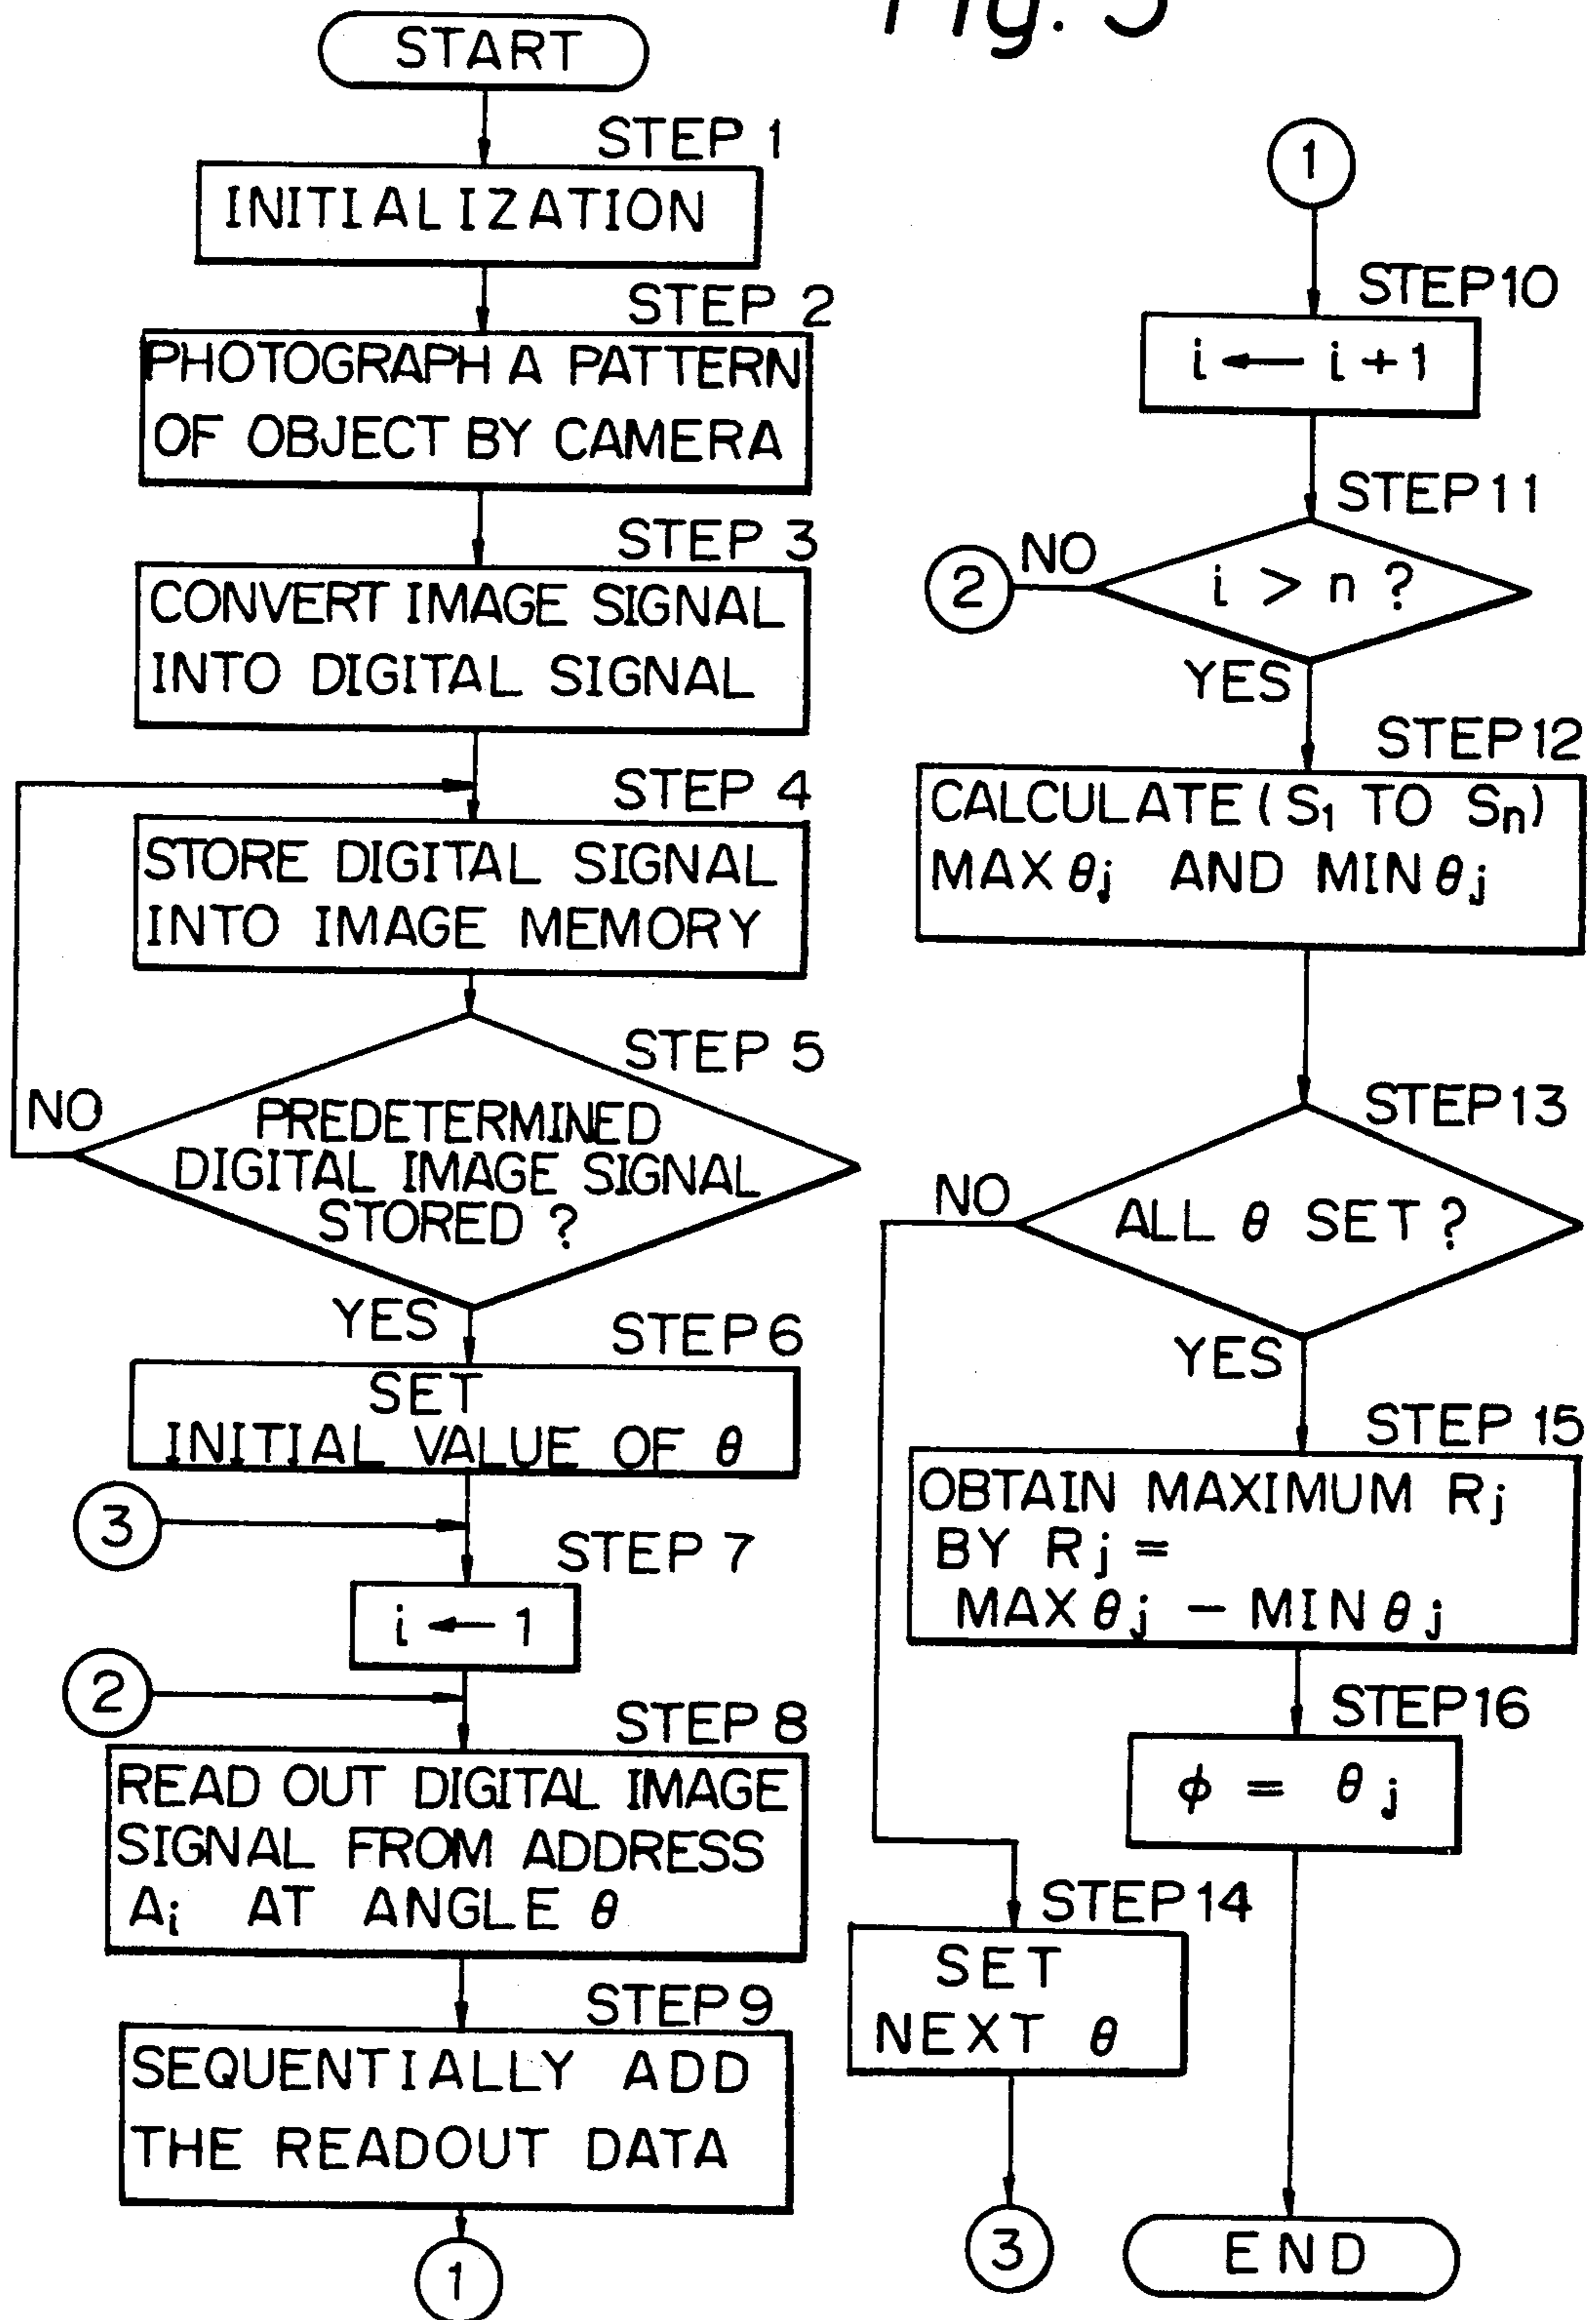 Fig. 5
START
STEP 1
INITIALIZATION
STEP 2
PHOTOGRAPH A PATTERN
OF OBJECT BY CAMERA
STEP 3
CONVERT IMAGE SIGNAL
INTO DIGITAL SIGNAL
STEP 4
STORE DIGITAL SIGNAL
INTO IMAGE MEMORY
STEP 5
NO
PREDETERMINED
DIGITAL IMAGE SIGNAL
STORED ?
YES
STEP 6
SET
INITIAL VALUE OF θ
3
STEP 7
i ← 1
2
STEP 8
READ OUT DIGITAL IMAGE
SIGNAL FROM ADDRESS
Ai AT ANGLE θ
STEP 9
SEQUENTIALLY ADD
THE READOUT DATA
1
1
STEP 10
i ← i + 1
STEP 11
2
NO
i > n ?
YES
STEP 12
CALCULATE (S1 TO Sn)
MAX θj AND MIN θj
STEP 13
NO
ALL θ SET ?
YES
STEP 15
OBTAIN MAXIMUM Rj
BY Rj =
MAX θj − MIN θj
STEP 16
ϕ = θj
STEP 14
SET
NEXT θ
3
END